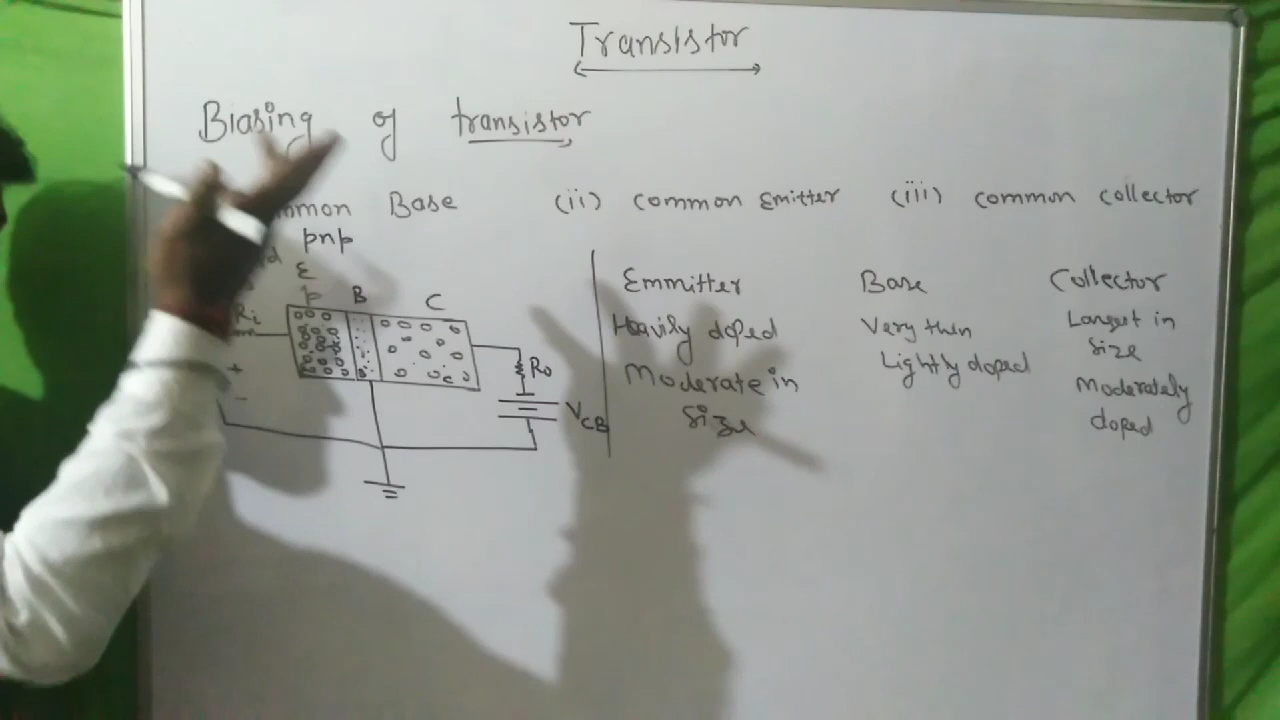 Transistor
Biasing of transistor
Base (ii) common Emitter (iii) common collector
pnp
E
p B C
Ri
+
-
Ro
VCB
Emmitter Base Collector
Heavily doped Very thin Largest in
size
Moderate in Lightly doped Moderately
size doped